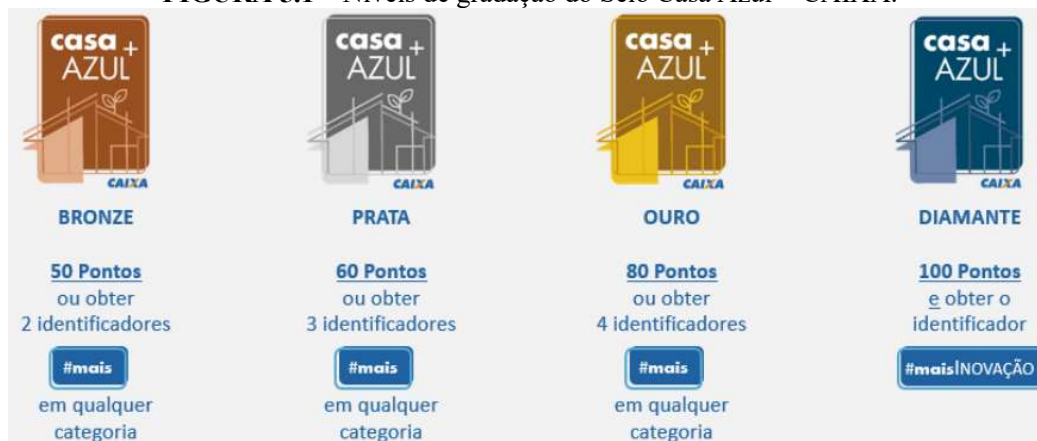 FIGURA 3.1 – Níveis de gradação do Selo Casa Azul – CAIXA.
casa +
AZUL
CAIXA
BRONZE
50 Pontos
ou obter
2 identificadores
#mais
em qualquer
categoria
casa +
AZUL
CAIXA
PRATA
60 Pontos
ou obter
3 identificadores
#mais
em qualquer
categoria
casa +
AZUL
CAIXA
OURO
80 Pontos
ou obter
4 identificadores
#mais
em qualquer
categoria
casa +
AZUL
CAIXA
DIAMANTE
100 Pontos
e obter o
identificador
#maisINOVAÇÃO